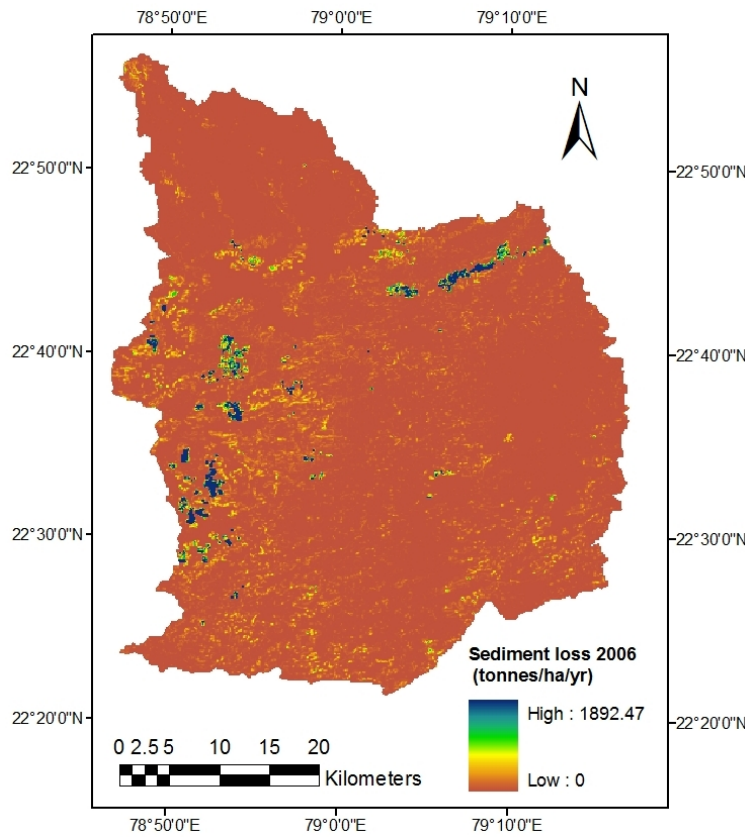 78°50'0"E 79°0'0"E 79°10'0"E
N
22°50'0"N 22°50'0"N
22°40'0"N 22°40'0"N
22°30'0"N 22°30'0"N
Sediment loss 2006
(tonnes/ha/yr)
High : 1892.47
22°20'0"N 22°20'0"N
0 2.5 5 10 15 20
Kilometers
Low : 0
78°50'0"E 79°0'0"E 79°10'0"E